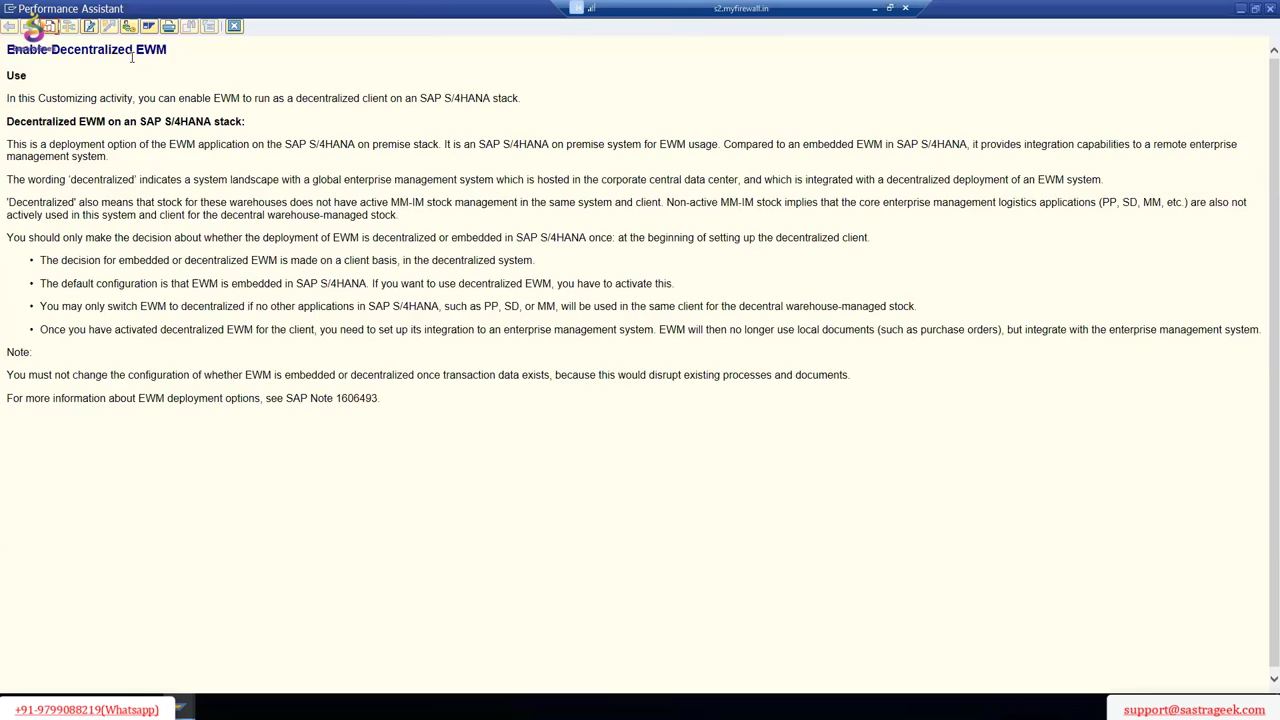 Performance Assistant
s2.myfirewall.in
Enable Decentralized EWM
Use
In this Customizing activity, you can enable EWM to run as a decentralized client on an SAP S/4HANA stack.
Decentralized EWM on an SAP S/4HANA stack:
This is a deployment option of the EWM application on the SAP S/4HANA on premise stack. It is an SAP S/4HANA on premise system for EWM usage. Compared to an embedded EWM in SAP S/4HANA, it provides integration capabilities to a remote enterprise
management system.
The wording 'decentralized' indicates a system landscape with a global enterprise management system which is hosted in the corporate central data center, and which is integrated with a decentralized deployment of an EWM system.
'Decentralized' also means that stock for these warehouses does not have active MM-IM stock management in the same system and client. Non-active MM-IM stock implies that the core enterprise management logistics applications (PP, SD, MM, etc.) are also not
actively used in this system and client for the decentral warehouse-managed stock.
You should only make the decision about whether the deployment of EWM is decentralized or embedded in SAP S/4HANA once: at the beginning of setting up the decentralized client.
• The decision for embedded or decentralized EWM is made on a client basis, in the decentralized system.
• The default configuration is that EWM is embedded in SAP S/4HANA. If you want to use decentralized EWM, you have to activate this.
• You may only switch EWM to decentralized if no other applications in SAP S/4HANA, such as PP, SD, or MM, will be used in the same client for the decentral warehouse-managed stock.
• Once you have activated decentralized EWM for the client, you need to set up its integration to an enterprise management system. EWM will then no longer use local documents (such as purchase orders), but integrate with the enterprise management system.
Note:
You must not change the configuration of whether EWM is embedded or decentralized once transaction data exists, because this would disrupt existing processes and documents.
For more information about EWM deployment options, see SAP Note 1606493.
+91-9799088219(Whatsapp)
support@sastrageek.com